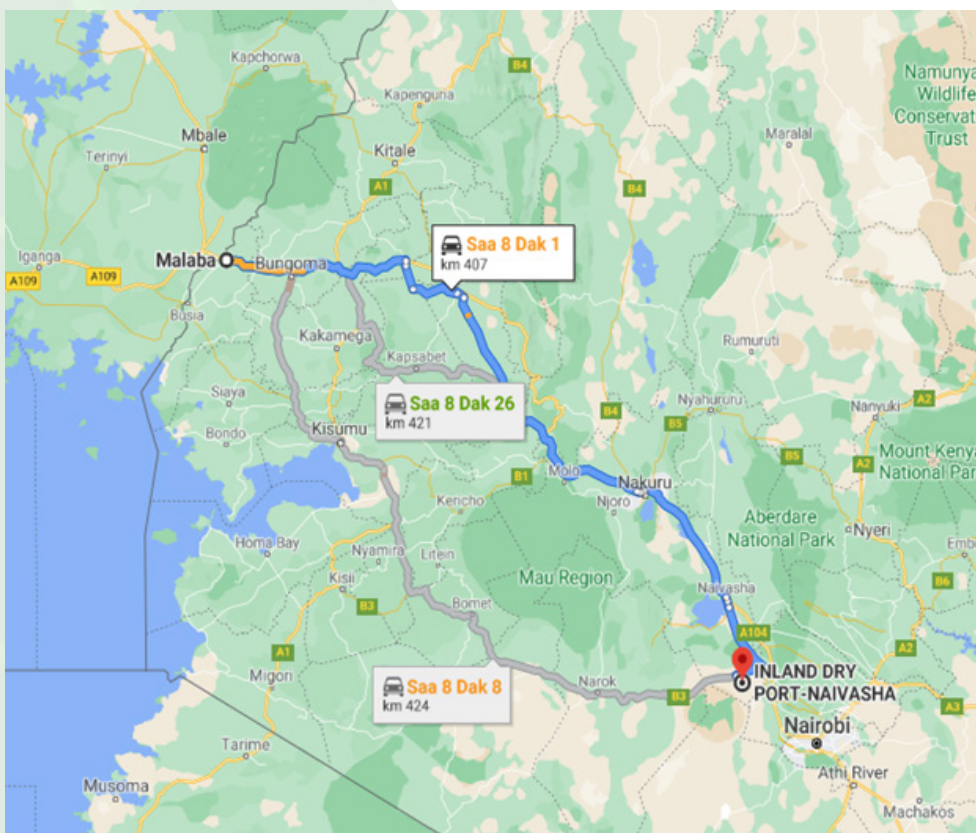 Kapchorwa
B4
Namunya
Wildlife
Conservat
Trust
Kapenguria
Mbale
Maralal
Terinyi
Kitale
A1
B4
Saa 8 Dak 1
km 407
Iganga
Malaba
Bungoma
A109
A109
Busia
Kakamega
Rumuruti
Kapsabet
Siaya
Saa 8 Dak 26
km 421
Nyahururu
B4
Nanyuki
A2
B5
Bondo
Kisumu
B5
A2
Mount Kenya
National Par
B1
Molo
Nakuru
Kericho
Njoro
Aberdare
National Park
Nyeri
Homa Bay
Nyamira
Litein
Embu
Mau Region
Kisii
B6
Naivasha
B3
Bomet
A104
A2
A1
INLAND DRY
PORT-NAIVASHA
Migori
Saa 8 Dak 8
km 424
Narok
B3
A3
Nairobi
Tarime
Athi River
Musoma
Machakos